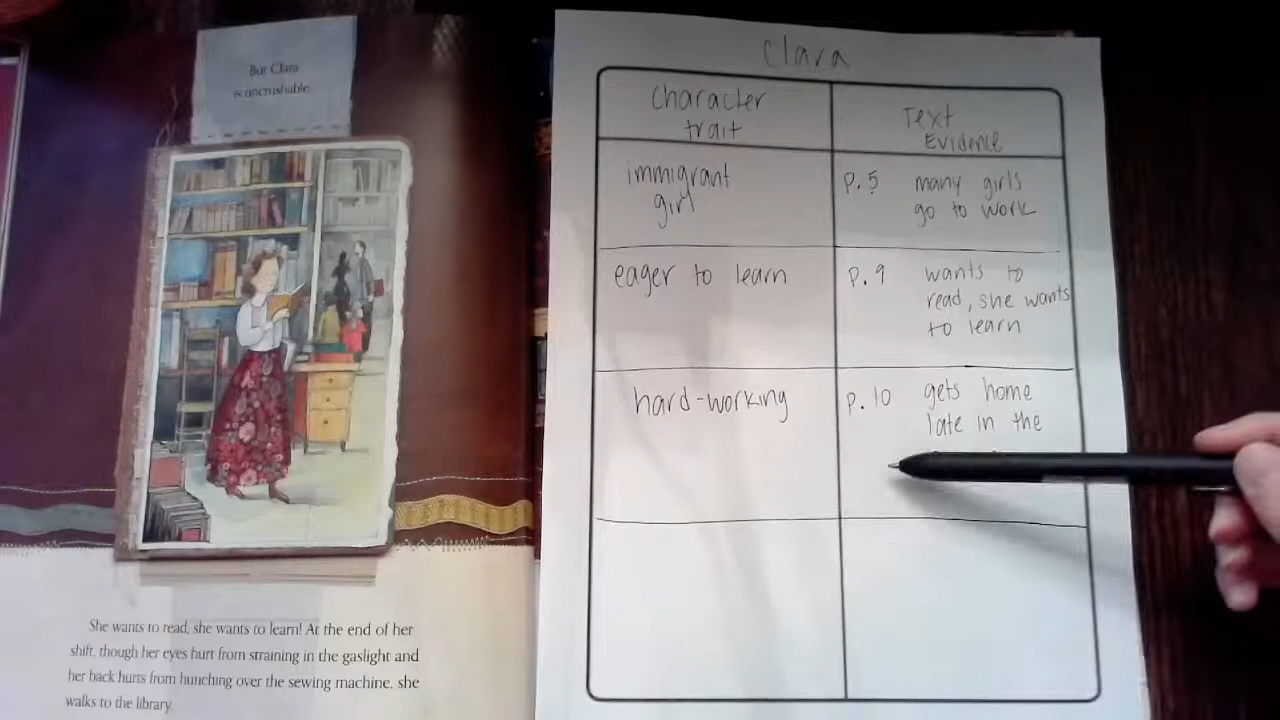 But Clara
is uncrushable.
She wants to read, she wants to learn! At the end of her
shift, though her eyes hurt from straining in the gaslight and
her back hurts from hunching over the sewing machine, she
walks to the library
Clara
Character
trait
Text
Evidence
immigrant
girl
p. 5 many girls
go to work
eager to learn
p. 9 wants to
read, she wants
to learn
hard-working
p. 10 gets home
late in the